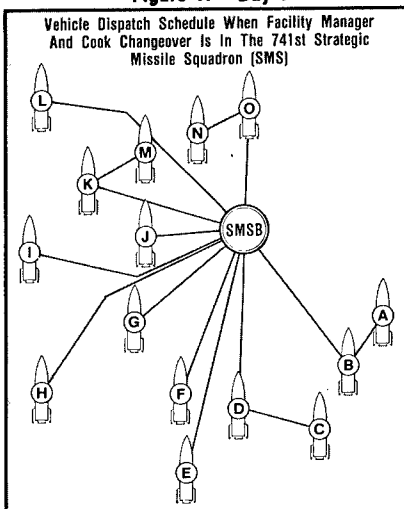 Vehicle Dispatch Schedule When Facility Manager
And Cook Changeover Is In The 741st Strategic
Missile Squadron (SMS)
L
O
N
M
K
SMSB
J
I
A
G
B
H
F
D
C
E